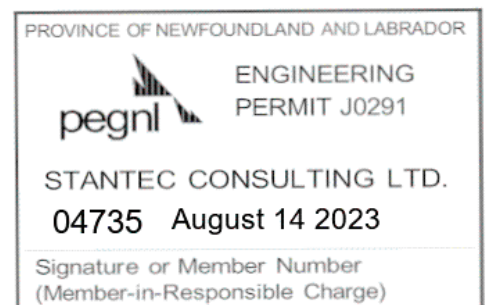 PROVINCE OF NEWFOUNDLAND AND LABRADOR
pegnl
ENGINEERING
PERMIT J0291
STANTEC CONSULTING LTD.
04735 August 14 2023
Signature or Member Number
(Member-in-Responsible Charge)